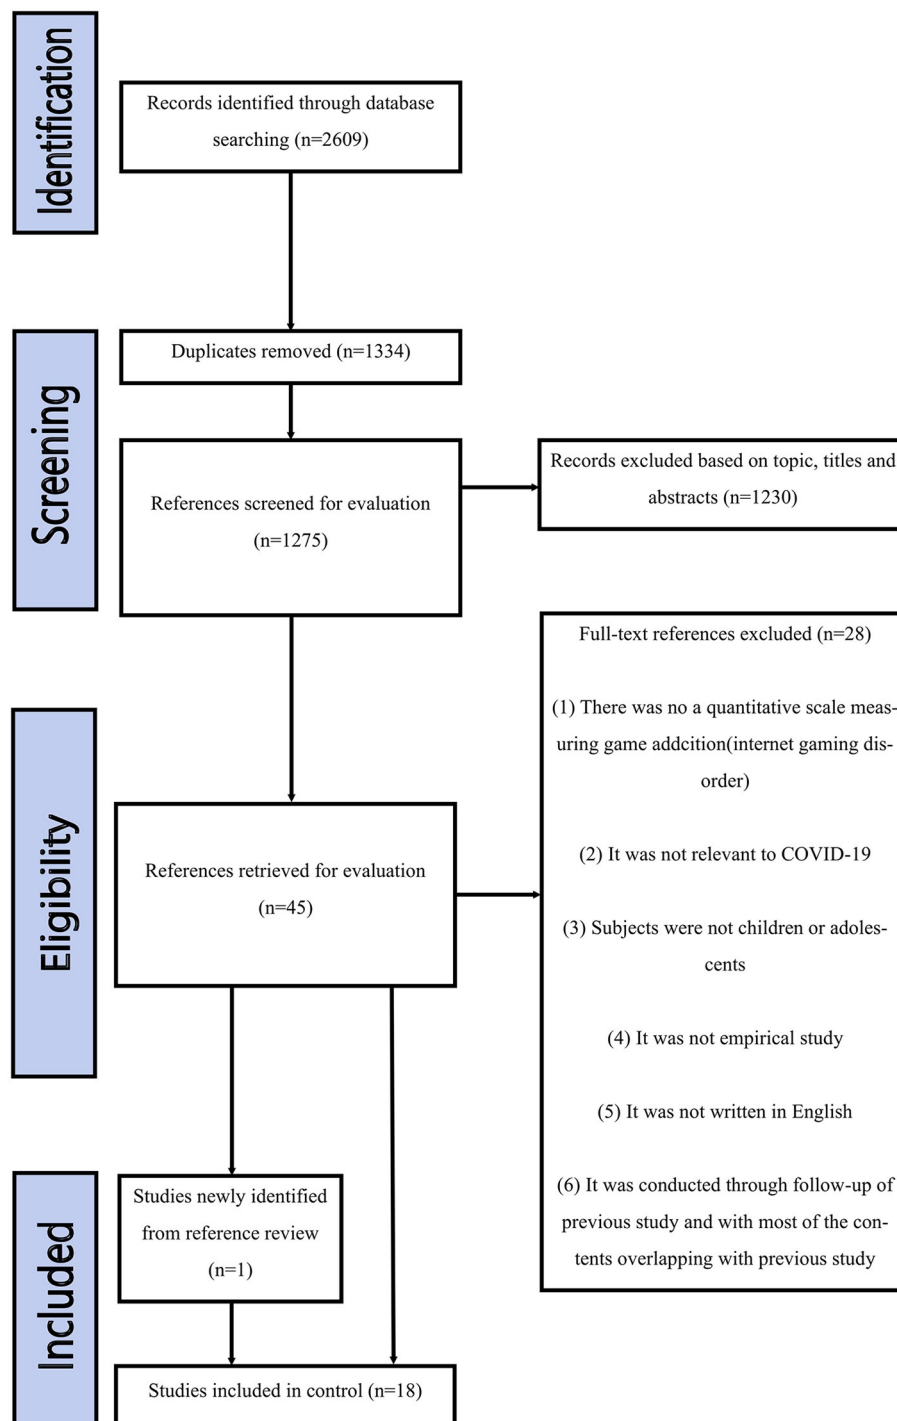 Identification
Records identified through database
searching (n=2609)
Screening
Duplicates removed (n=1334)
References screened for evaluation
(n=1275)
Records excluded based on topic, titles and
abstracts (n=1230)
Eligibility
References retrieved for evaluation
(n=45)
Full-text references excluded (n=28)
(1) There was no a quantitative scale meas-
uring game addcition(internet gaming dis-
order)
(2) It was not relevant to COVID-19
(3) Subjects were not children or adoles-
cents
(4) It was not empirical study
(5) It was not written in English
(6) It was conducted through follow-up of
previous study and with most of the con-
tents overlapping with previous study
Included
Studies newly identified
from reference review
(n=1)
Studies included in control (n=18)